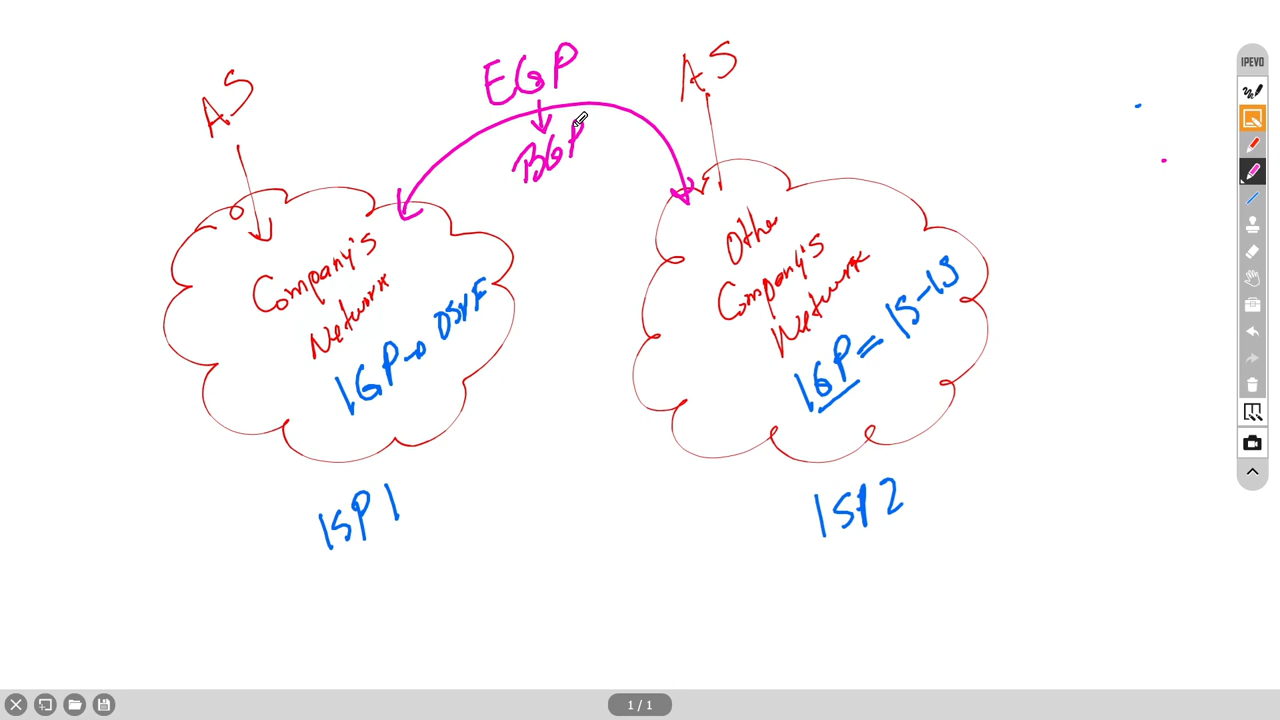 EGP
AS
AS
BGP
Company's
Network
IGP → OSPF
Othe
Company's
Network
IGP = IS-IS
ISP 1
ISP 2
IPEVO
1 / 1